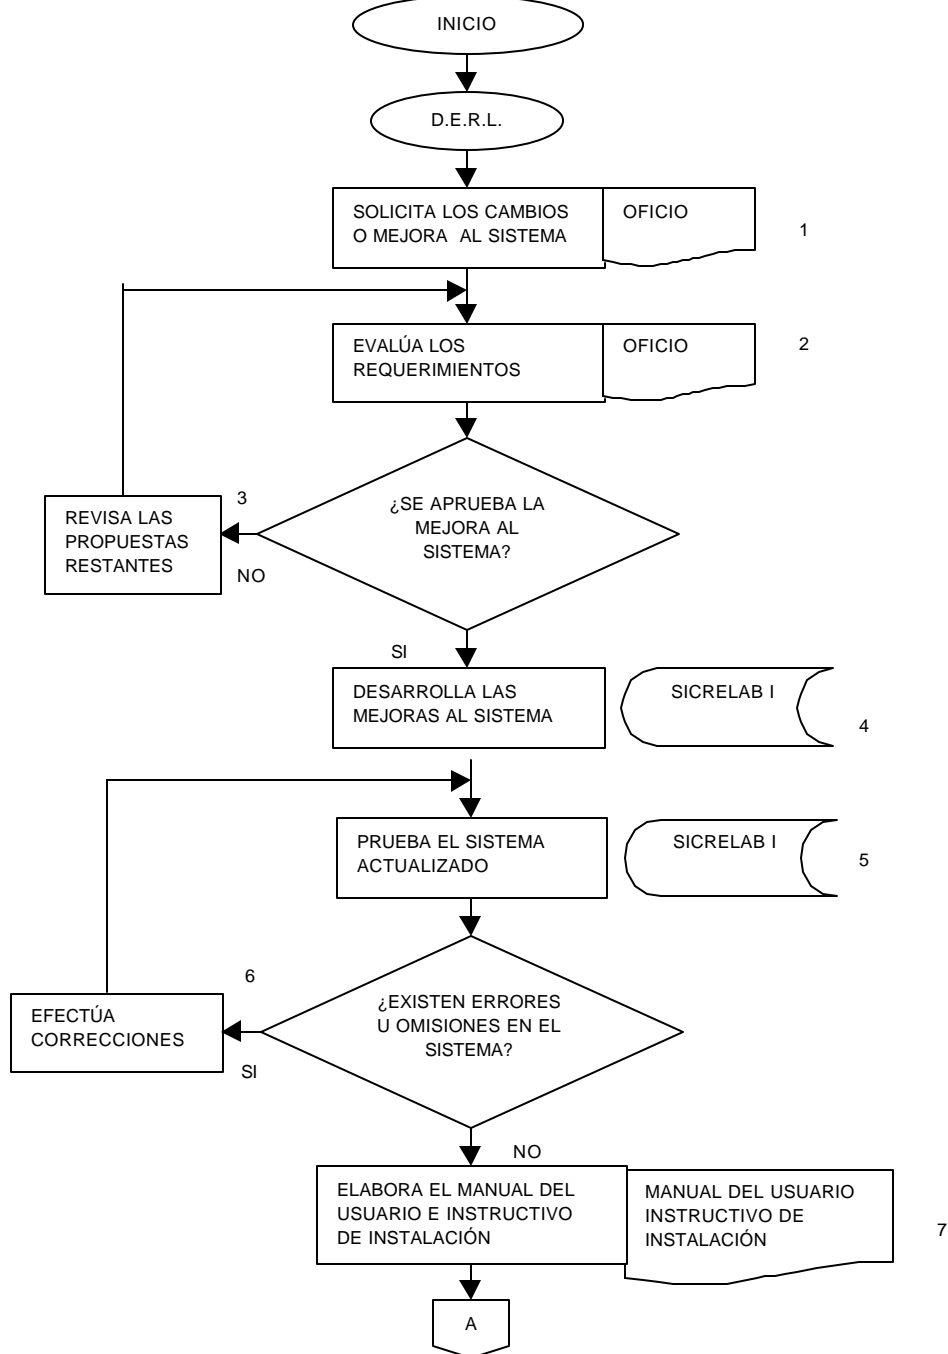 INICIO
D.E.R.L.
SOLICITA LOS CAMBIOS
O MEJORA AL SISTEMA
OFICIO
1
EVALÚA LOS
REQUERIMIENTOS
OFICIO
2
¿SE APRUEBA LA
MEJORA AL
SISTEMA?
3
REVISA LAS
PROPUESTAS
RESTANTES
NO
SI
DESARROLLA LAS
MEJORAS AL SISTEMA
SICRELAB I
4
PRUEBA EL SISTEMA
ACTUALIZADO
SICRELAB I
5
¿EXISTEN ERRORES
U OMISIONES EN EL
SISTEMA?
6
EFECTÚA
CORRECCIONES
SI
NO
ELABORA EL MANUAL DEL
USUARIO E INSTRUCTIVO
DE INSTALACIÓN
MANUAL DEL USUARIO
INSTRUCTIVO DE
INSTALACIÓN
7
A